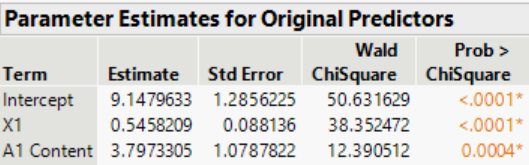 Parameter Estimates for Original Predictors
Wald Prob >
Term Estimate Std Error ChiSquare ChiSquare
Intercept 9.1479633 1.2856225 50.631629 <.0001*
X1 0.5458209 0.088136 38.352472 <.0001*
A1 Content 3.7973305 1.0787822 12.390512 0.0004*